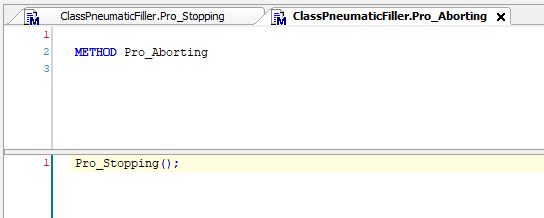 ClassPneumaticFiller.Pro_Stopping
ClassPneumaticFiller.Pro_Aborting
1
2 METHOD Pro_Aborting
3
1 Pro_Stopping();